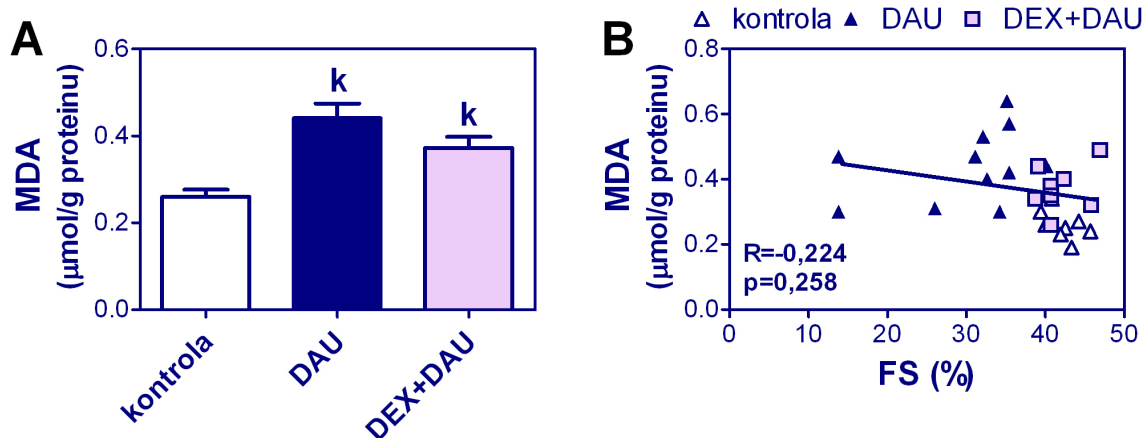 A
MDA
(µmol/g proteinu)
0.6
0.4
0.2
0.0
k
k
kontrola
DAU
DEX+DAU
B
kontrola DAU DEX+DAU
MDA
(µmol/g proteinu)
0.8
0.6
0.4
0.2
0.0
R=-0,224
p=0,258
0 10 20 30 40 50
FS (%)